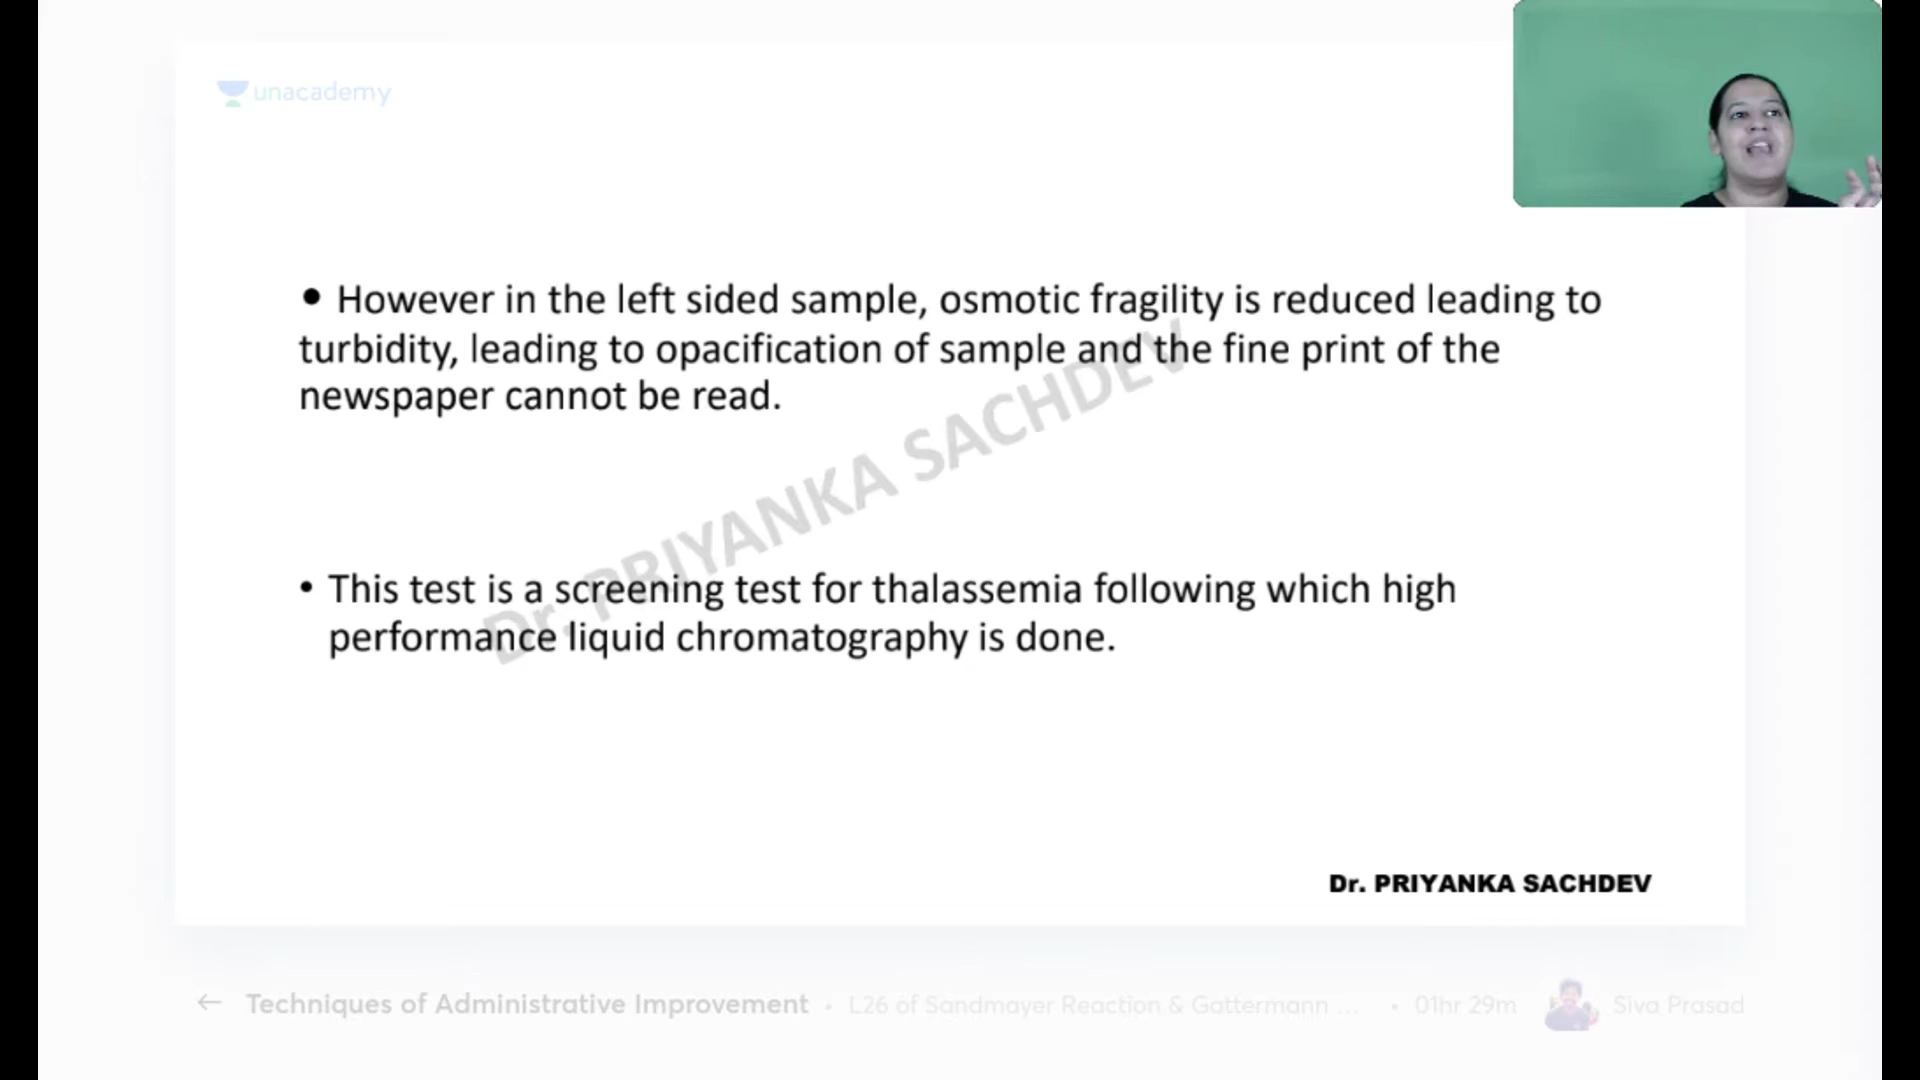 unacademy
• However in the left sided sample, osmotic fragility is reduced leading to
turbidity, leading to opacification of sample and the fine print of the
newspaper cannot be read.
Dr. PRIYANKA SACHDEV
• This test is a screening test for thalassemia following which high
performance liquid chromatography is done.
Dr. PRIYANKA SACHDEV
← Techniques of Administrative Improvement • L26 of Sandmayer Reaction & Gattermann ... • 01hr 29m Siva Prasad